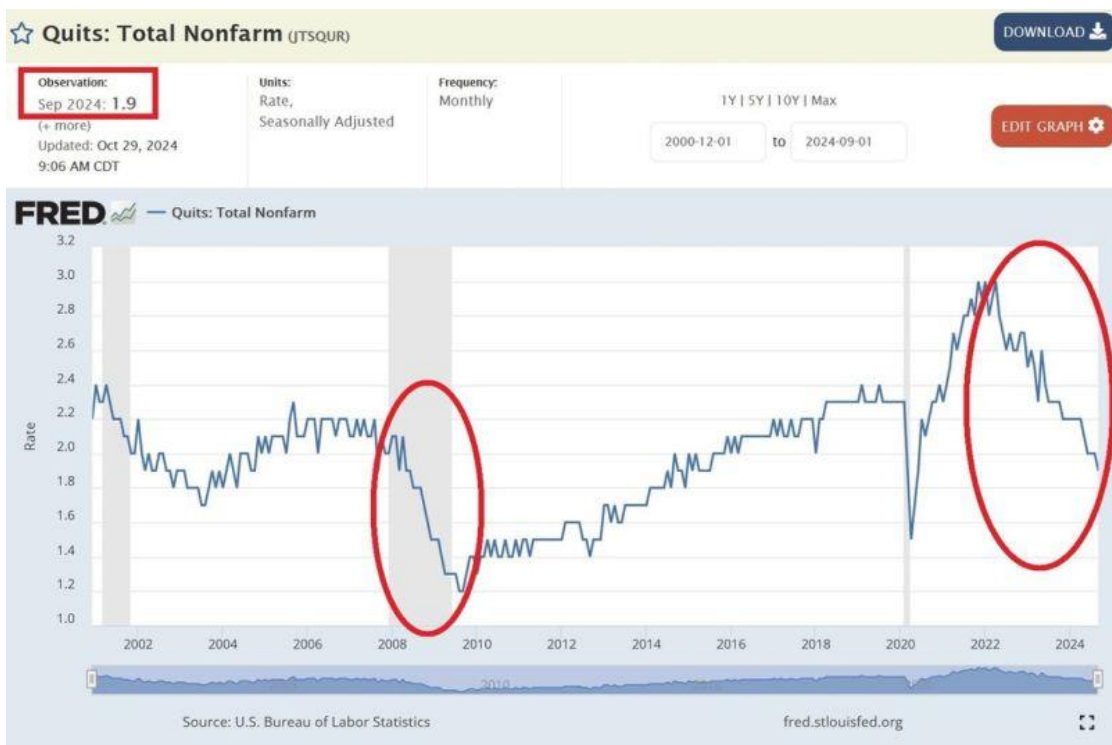 Quits: Total Nonfarm (JTSQUR)
DOWNLOAD
Observation:
Sep 2024: 1.9
(+ more)
Updated: Oct 29, 2024
9:06 AM CDT
Units:
Rate,
Seasonally Adjusted
Frequency:
Monthly
1Y | 5Y | 10Y | Max
2000-12-01 to 2024-09-01
EDIT GRAPH
FRED — Quits: Total Nonfarm
3.2
3.0
2.8
2.6
2.4
2.2
2.0
1.8
1.6
1.4
1.2
1.0
Rate
2002 2004 2006 2008 2010 2012 2014 2016 2018 2020 2022 2024
2010
Source: U.S. Bureau of Labor Statistics
fred.stlouisfed.org